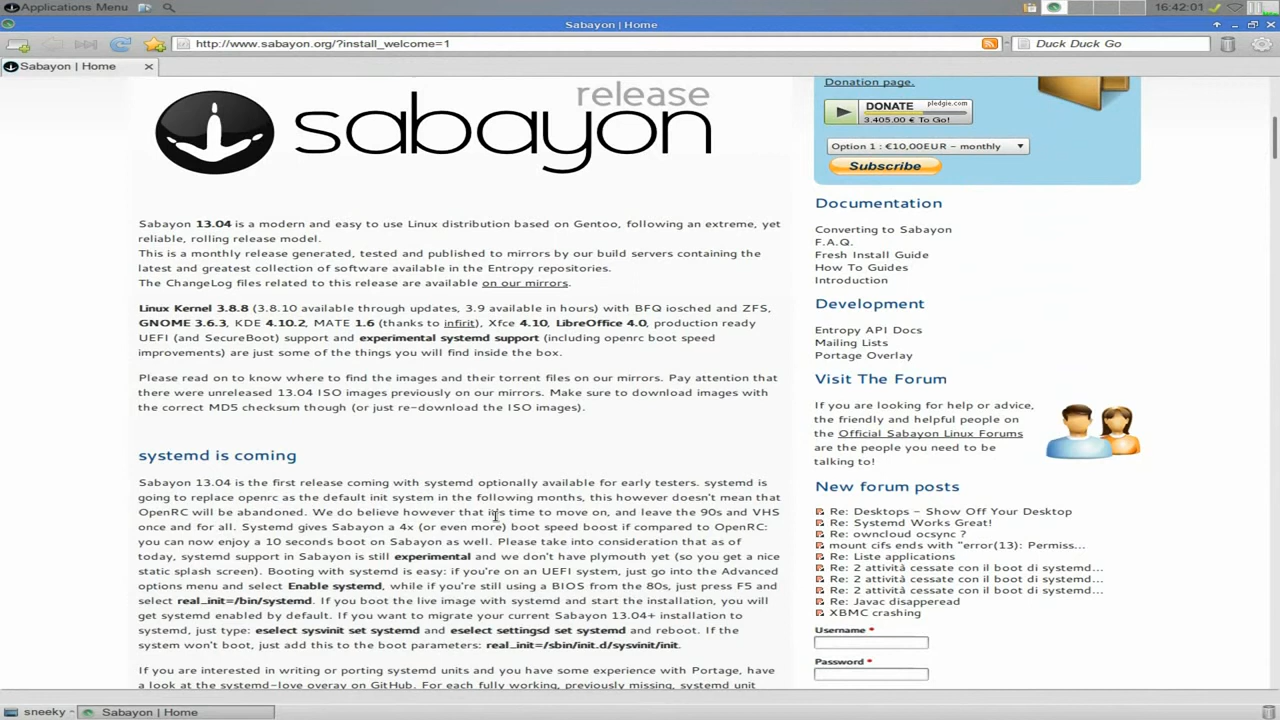 Applications Menu
16:42:01
Sabayon | Home
http://www.sabayon.org/?install_welcome=1
Duck Duck Go
Sabayon | Home
release
sabayon
Sabayon 13.04 is a modern and easy to use Linux distribution based on Gentoo, following an extreme, yet
reliable, rolling release model.
This is a monthly release generated, tested and published to mirrors by our build servers containing the
latest and greatest collection of software available in the Entropy repositories.
The ChangeLog files related to this release are available on our mirrors.
Linux Kernel 3.8.8 (3.8.10 available through updates, 3.9 available in hours) with BFQ iosched and ZFS,
GNOME 3.6.3, KDE 4.10.2, MATE 1.6 (thanks to infirit), Xfce 4.10, LibreOffice 4.0, production ready
UEFI (and SecureBoot) support and experimental systemd support (including openrc boot speed
improvements) are just some of the things you will find inside the box.
Please read on to know where to find the images and their torrent files on our mirrors. Pay attention that
there were unreleased 13.04 ISO images previously on our mirrors. Make sure to download images with
the correct MD5 checksum though (or just re-download the ISO images).
systemd is coming
Sabayon 13.04 is the first release coming with systemd optionally available for early testers. systemd is
going to replace openrc as the default init system in the following months, this however doesn't mean that
OpenRC will be abandoned. We do believe however that it's time to move on, and leave the 90s and VHS
once and for all. Systemd gives Sabayon a 4x (or even more) boot speed boost if compared to OpenRC:
you can now enjoy a 10 seconds boot on Sabayon as well. Please take into consideration that as of
today, systemd support in Sabayon is still experimental and we don't have plymouth yet (so you get a nice
static splash screen). Booting with systemd is easy: if you're on an UEFI system, just go into the Advanced
options menu and select Enable systemd, while if you're still using a BIOS from the 80s, just press F5 and
select real_init=/bin/systemd. If you boot the live image with systemd and start the installation, you will
get systemd enabled by default. If you want to migrate your current Sabayon 13.04+ installation to
systemd, just type: eselect sysvinit set systemd and eselect settingsd set systemd and reboot. If the
system won't boot, just add this to the boot parameters: real_init=/sbin/init.d/sysvinit/init.
If you are interested in writing or porting systemd units and you have some experience with Portage, have
a look at the systemd-love overay on GitHub. For each fully working, previously missing, systemd unit
Donation page.
DONATE pledgie.com
3.405.00 € To Go!
Option 1 : €10,00EUR - monthly
Subscribe
Documentation
Converting to Sabayon
F.A.Q.
Fresh Install Guide
How To Guides
Introduction
Development
Entropy API Docs
Mailing Lists
Portage Overlay
Visit The Forum
If you are looking for help or advice,
the friendly and helpful people on
the Official Sabayon Linux Forums
are the people you need to be
talking to!
New forum posts
Re: Desktops - Show Off Your Desktop
Re: Systemd Works Great!
Re: owncloud ocsync ?
mount cifs ends with "error(13): Permiss...
Re: Liste applications
Re: 2 attività cessate con il boot di systemd...
Re: 2 attività cessate con il boot di systemd...
Re: 2 attività cessate con il boot di systemd...
Re: Javac disapperead
XBMC crashing
Username *
Password *
sneeky
Sabayon | Home